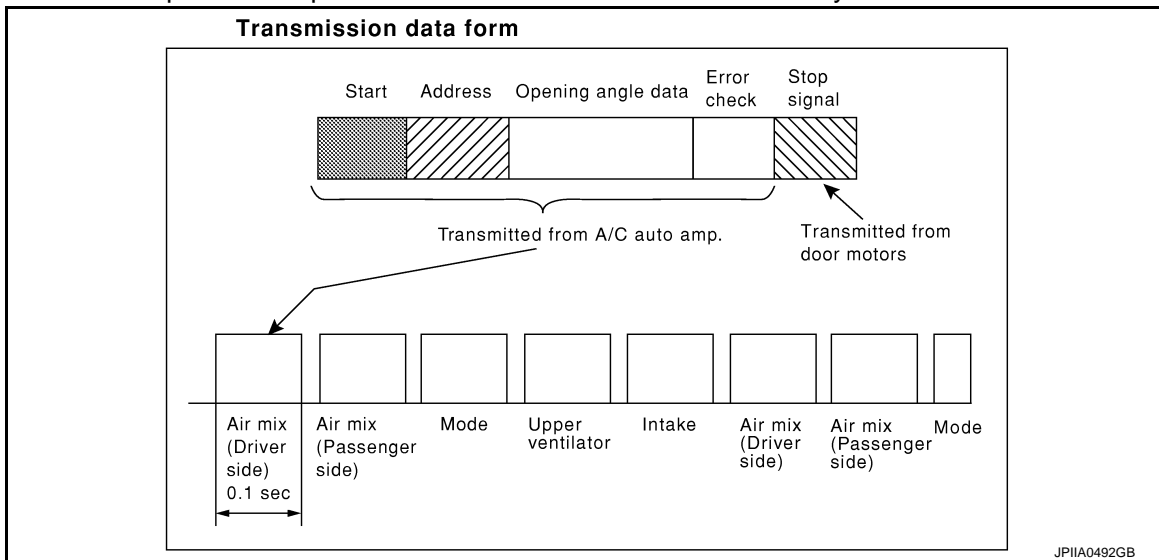 Transmission data form
Start Address Opening angle data Error check Stop signal
Transmitted from A/C auto amp.
Transmitted from door motors
Air mix (Driver side) 0.1 sec
Air mix (Passenger side)
Mode
Upper ventilator
Intake
Air mix (Driver side)
Air mix (Passenger side)
Mode
JPIIA0492GB